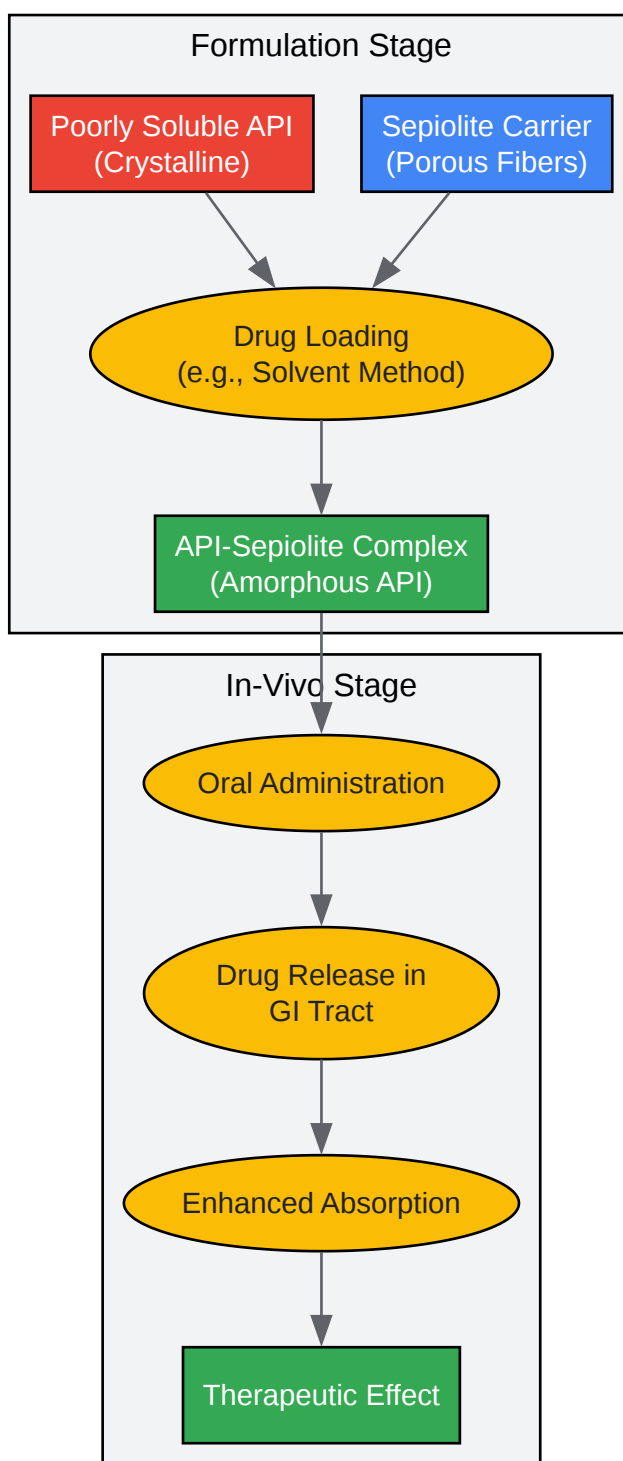 Formulation Stage
Poorly Soluble API
(Crystalline)
Sepiolite Carrier
(Porous Fibers)
Drug Loading
(e.g., Solvent Method)
API-Sepiolite Complex
(Amorphous API)
In-Vivo Stage
Oral Administration
Drug Release in
GI Tract
Enhanced Absorption
Therapeutic Effect